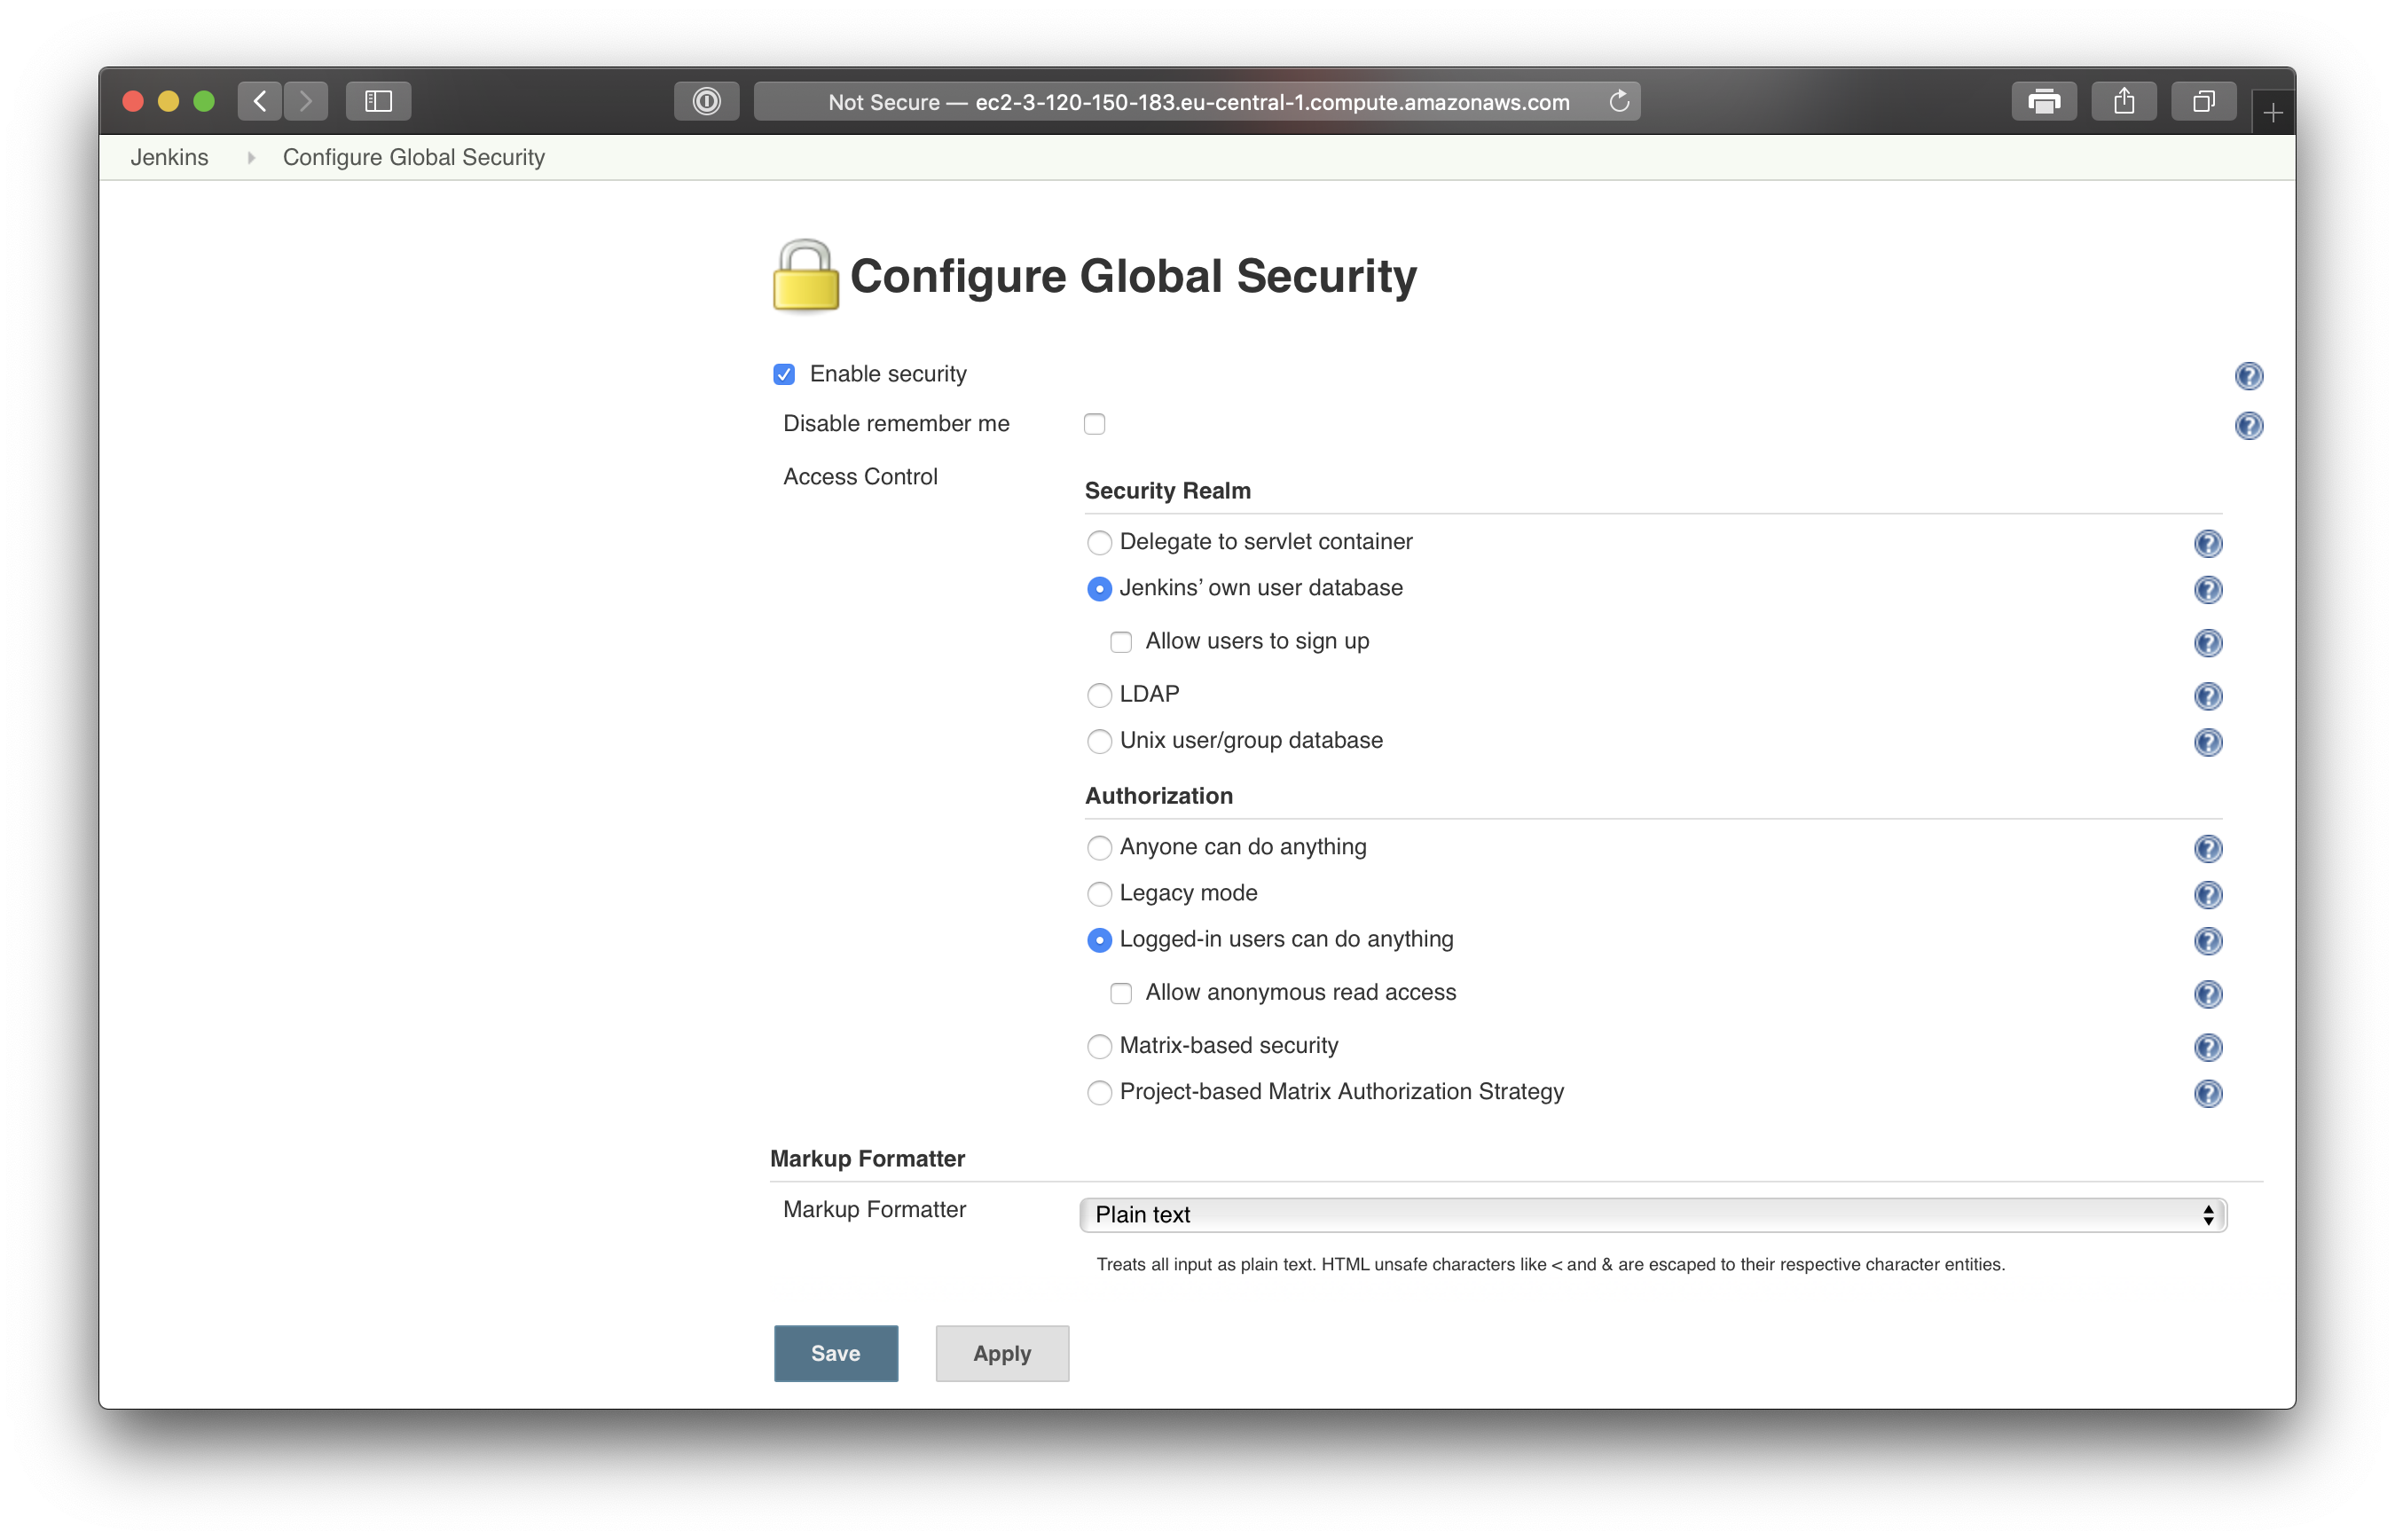 Not Secure — ec2-3-120-150-183.eu-central-1.compute.amazonaws.com
Jenkins Configure Global Security
Configure Global Security
Enable security
Disable remember me
Access Control
Security Realm
Delegate to servlet container
Jenkins’ own user database
Allow users to sign up
LDAP
Unix user/group database
Authorization
Anyone can do anything
Legacy mode
Logged-in users can do anything
Allow anonymous read access
Matrix-based security
Project-based Matrix Authorization Strategy
Markup Formatter
Markup Formatter Plain text
Treats all input as plain text. HTML unsafe characters like < and & are escaped to their respective character entities.
Save Apply